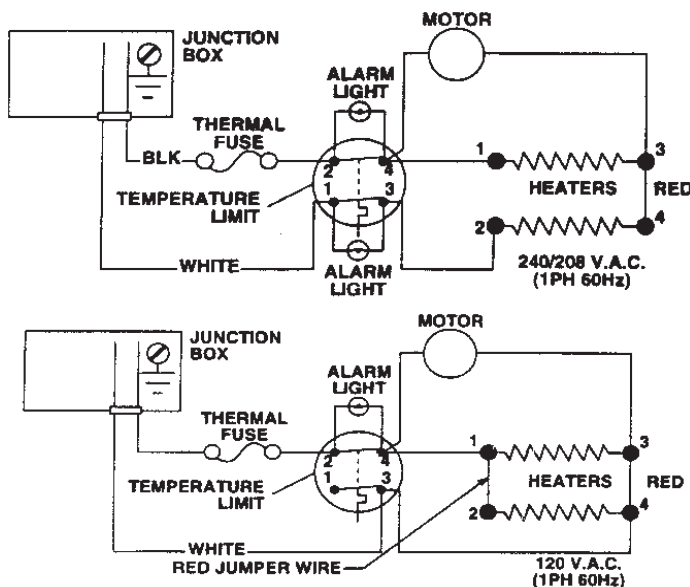 MOTOR
JUNCTION
BOX
ALARM
LIGHT
THERMAL
FUSE
BLK
2
4
1
3
TEMPERATURE
LIMIT
1
3
HEATERS
RED
2
4
WHITE
ALARM
LIGHT
240/208 V.A.C.
(1PH 60Hz)
MOTOR
JUNCTION
BOX
ALARM
LIGHT
THERMAL
FUSE
2
4
1
3
TEMPERATURE
LIMIT
1
3
HEATERS
RED
2
4
WHITE
RED JUMPER WIRE
120 V.A.C.
(1PH 60Hz)